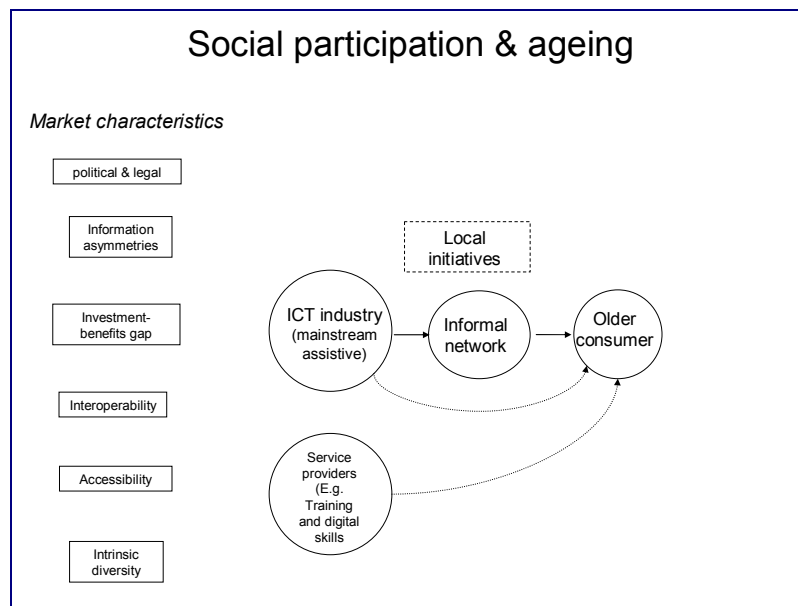 Social participation & ageing
Market characteristics
political & legal
Information
asymmetries
Investment-
benefits gap
Interoperability
Accessibility
Intrinsic
diversity
Local
initiatives
ICT industry
(mainstream
assistive)
Informal
network
Older
consumer
Service
providers
(E.g.
Training
and digital
skills